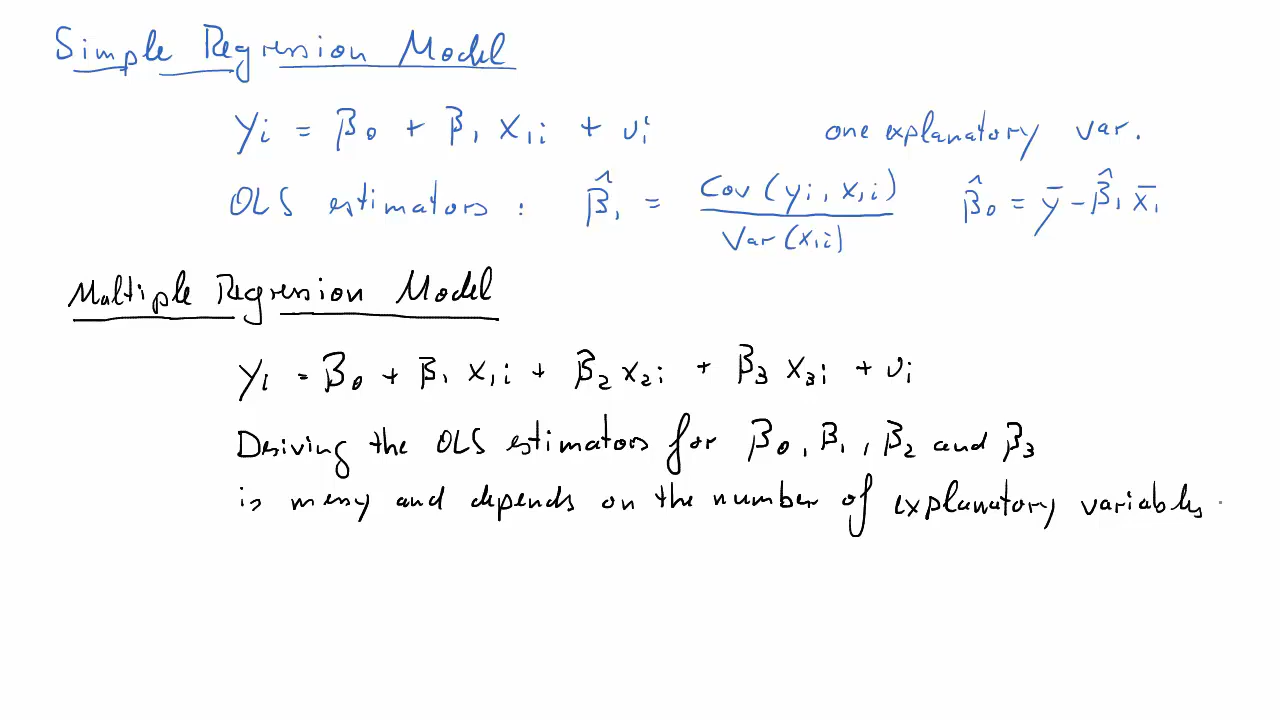 Simple Regression Model
yᵢ = β₀ + β₁ x₁ᵢ + uᵢ one explanatory var.
OLS estimators : β̂₁ = Cov(yᵢ, x₁ᵢ) / Var(x₁ᵢ) β̂₀ = ȳ - β̂₁ x̄₁
Multiple Regression Model
yᵢ = β₀ + β₁ x₁ᵢ + β₂ x₂ᵢ + β₃ x₃ᵢ + uᵢ
Deriving the OLS estimators for β₀, β₁, β₂ and β₃
is messy and depends on the number of explanatory variables.